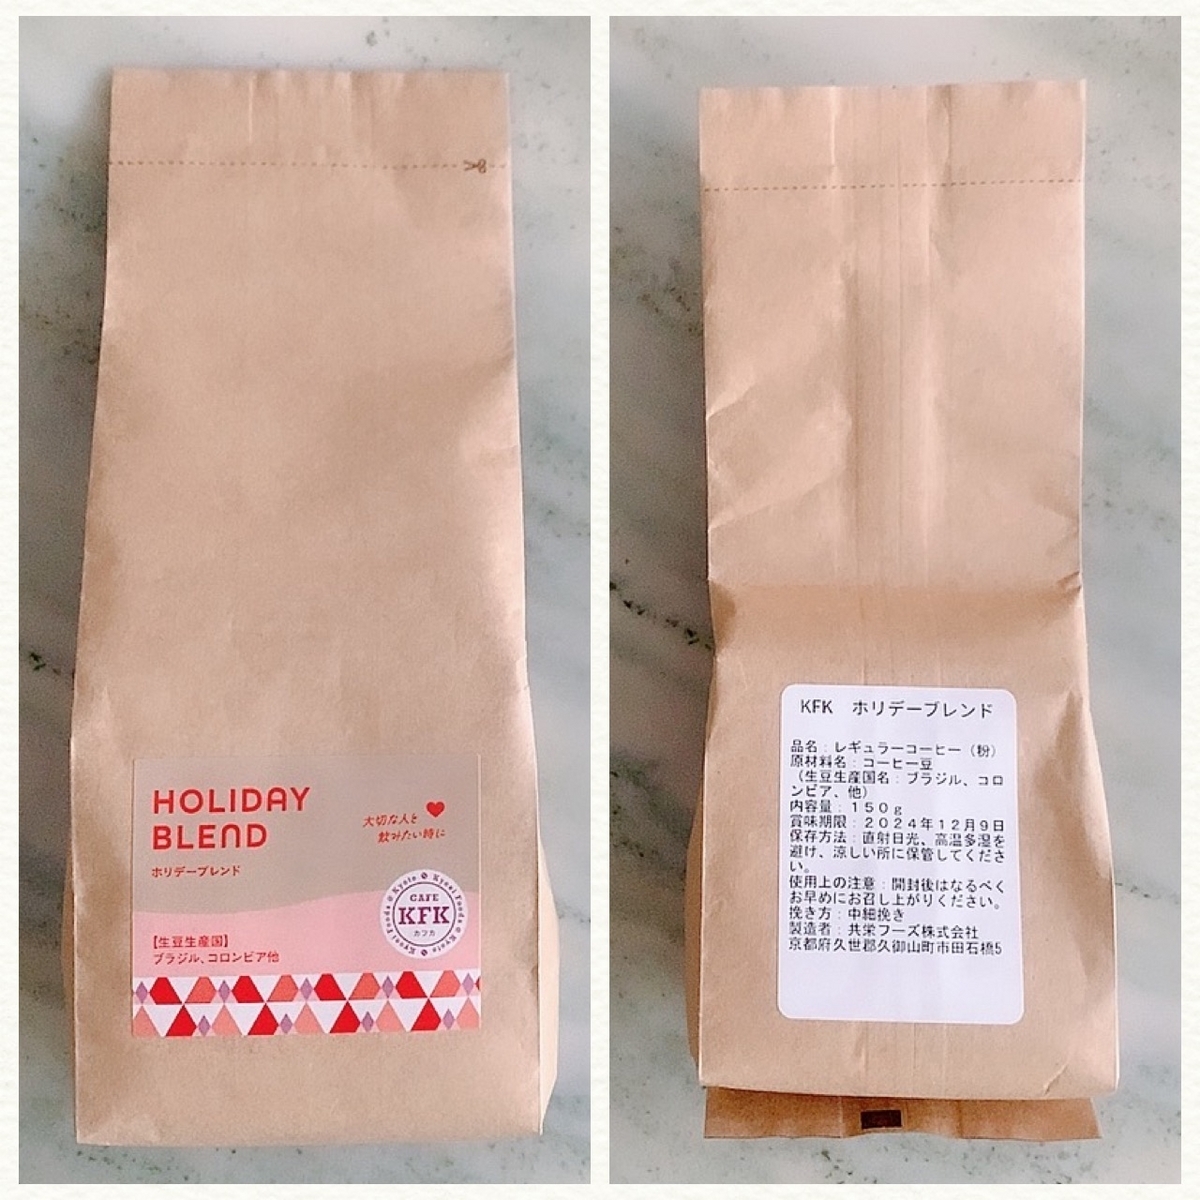 HOLIDAY
BLEND
ホリデーブレンド
大切な人と
飲みたい時に
CAFE
KFK
カフカ
Kyoei Foods Kyoto Kyoei Foods Kyoto
【生豆生産国】
ブラジル、コロンビア他
KFK ホリデーブレンド
品名:レギュラーコーヒー(粉)
原材料名:コーヒー豆
(生豆生産国名:ブラジル、コロ
ンビア、他)
内容量:150g
賞味期限:2024年12月9日
保存方法:直射日光、高温多湿を
避け、涼しい所に保管してくださ
い。
使用上の注意:開封後はなるべく
お早めにお召し上がりください。
挽き方:中細挽き
製造者:共栄フーズ株式会社
京都府久世郡久御山町市田石橋5